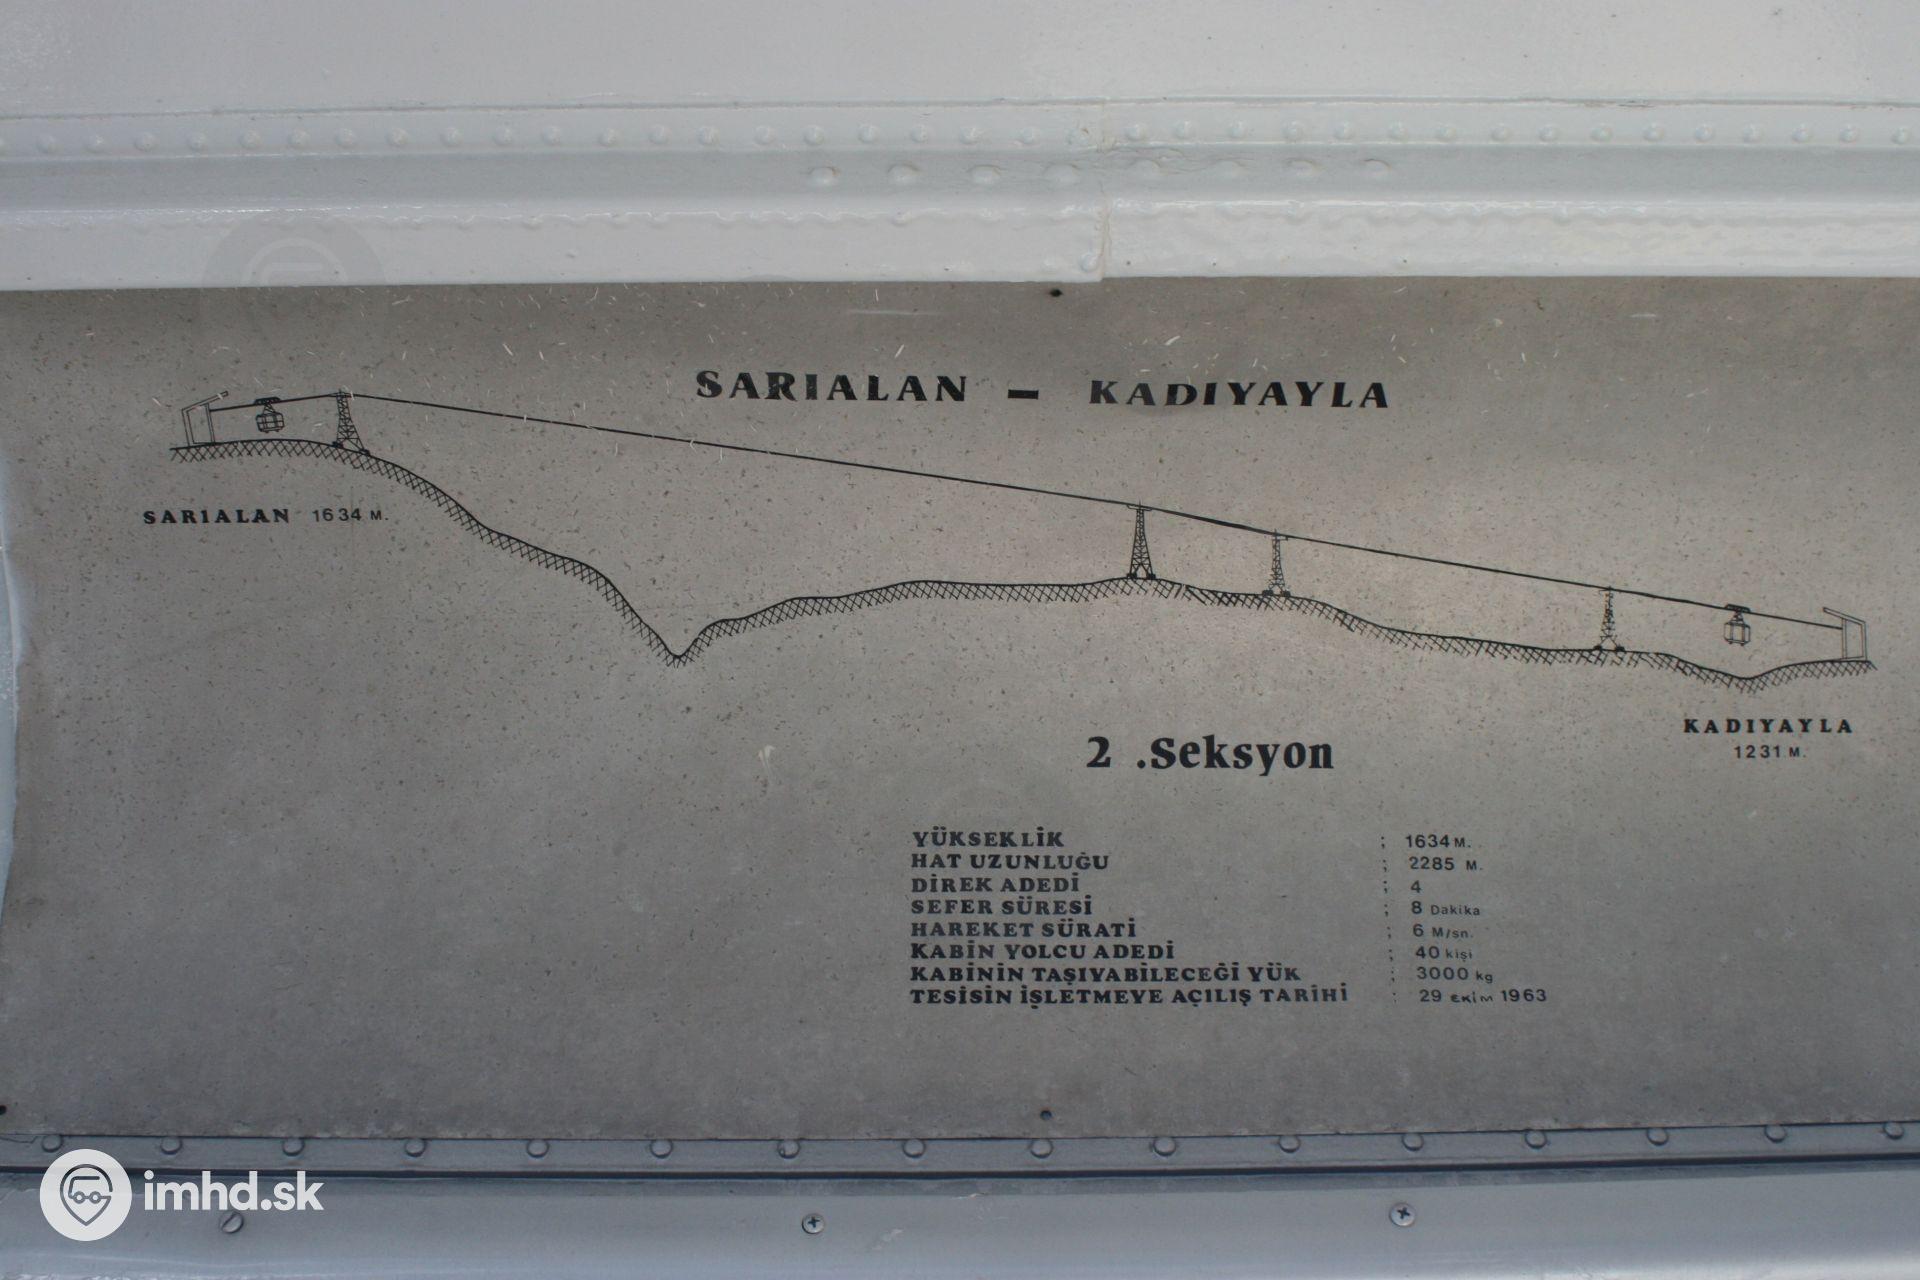 SARIALAN – KADIYAYLA
SARIALAN 1634 M.
KADIYAYLA
1231 M.
2 .Seksyon
YÜKSEKLİK ; 1634 M.
HAT UZUNLUĞU ; 2285 M.
DİREK ADEDİ ; 4
SEFER SÜRESİ ; 8 Dakika
HAREKET SÜRATİ ; 6 M/sn.
KABİN YOLCU ADEDİ ; 40 kişi
KABİNİN TAŞIYABİLECEĞİ YÜK ; 3000 kg
TESİSİN İŞLETMEYE AÇILIŞ TARİHİ : 29 EKİM 1963
imhd.sk